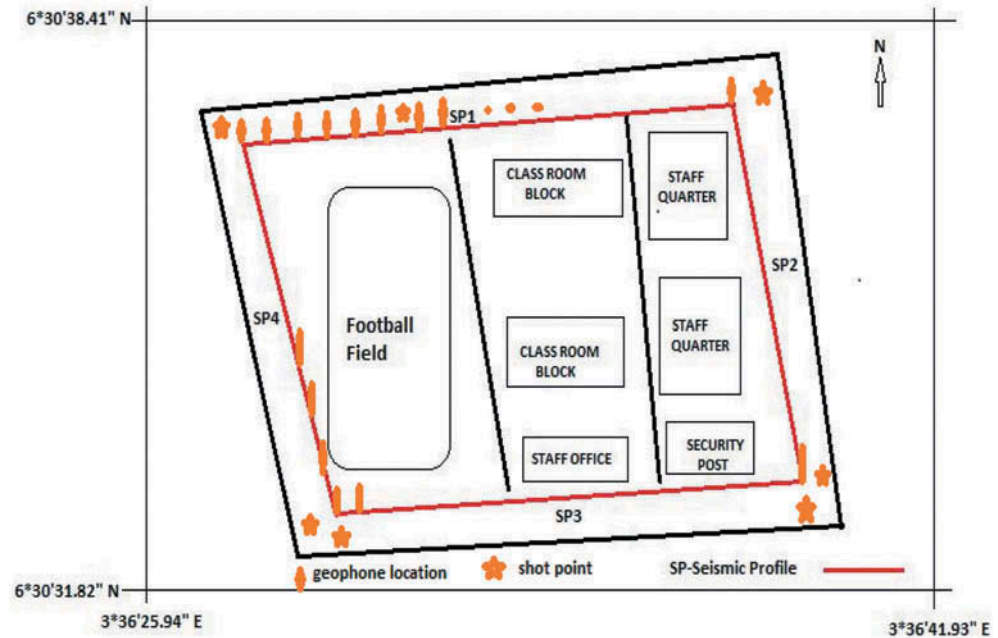 6*30'38.41" N
N
SP1
CLASS ROOM
BLOCK
STAFF
QUARTER
SP2
SP4
Football
Field
CLASS ROOM
BLOCK
STAFF
QUARTER
STAFF OFFICE
SECURITY
POST
SP3
geophone location
shot point
SP-Seismic Profile
6*30'31.82" N
3*36'25.94" E
3*36'41.93" E